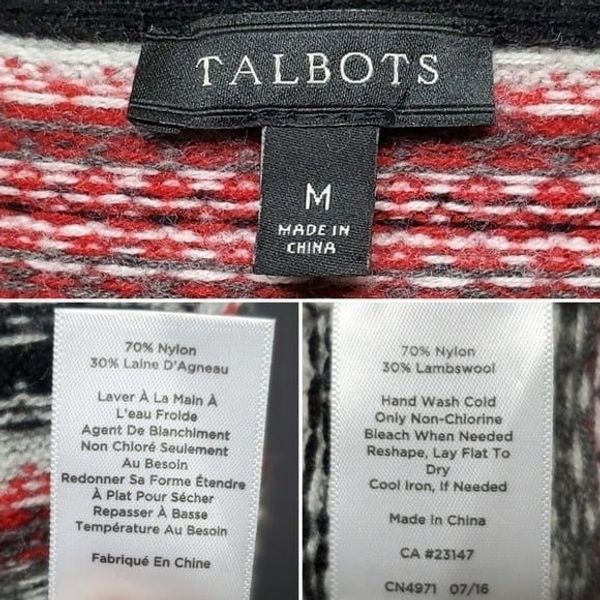 TALBOTS
M
MADE IN
CHINA
70% Nylon
30% Laine D'Agneau
Laver À La Main À
L'eau Froide
Agent De Blanchiment
Non Chloré Seulement
Au Besoin
Redonner Sa Forme Étendre
À Plat Pour Sécher
Repasser À Basse
Température Au Besoin
Fabriqué En Chine
70% Nylon
30% Lambswool
Hand Wash Cold
Only Non-Chlorine
Bleach When Needed
Reshape, Lay Flat To
Dry
Cool Iron, If Needed
Made In China
CA #23147
CN4971 07/16